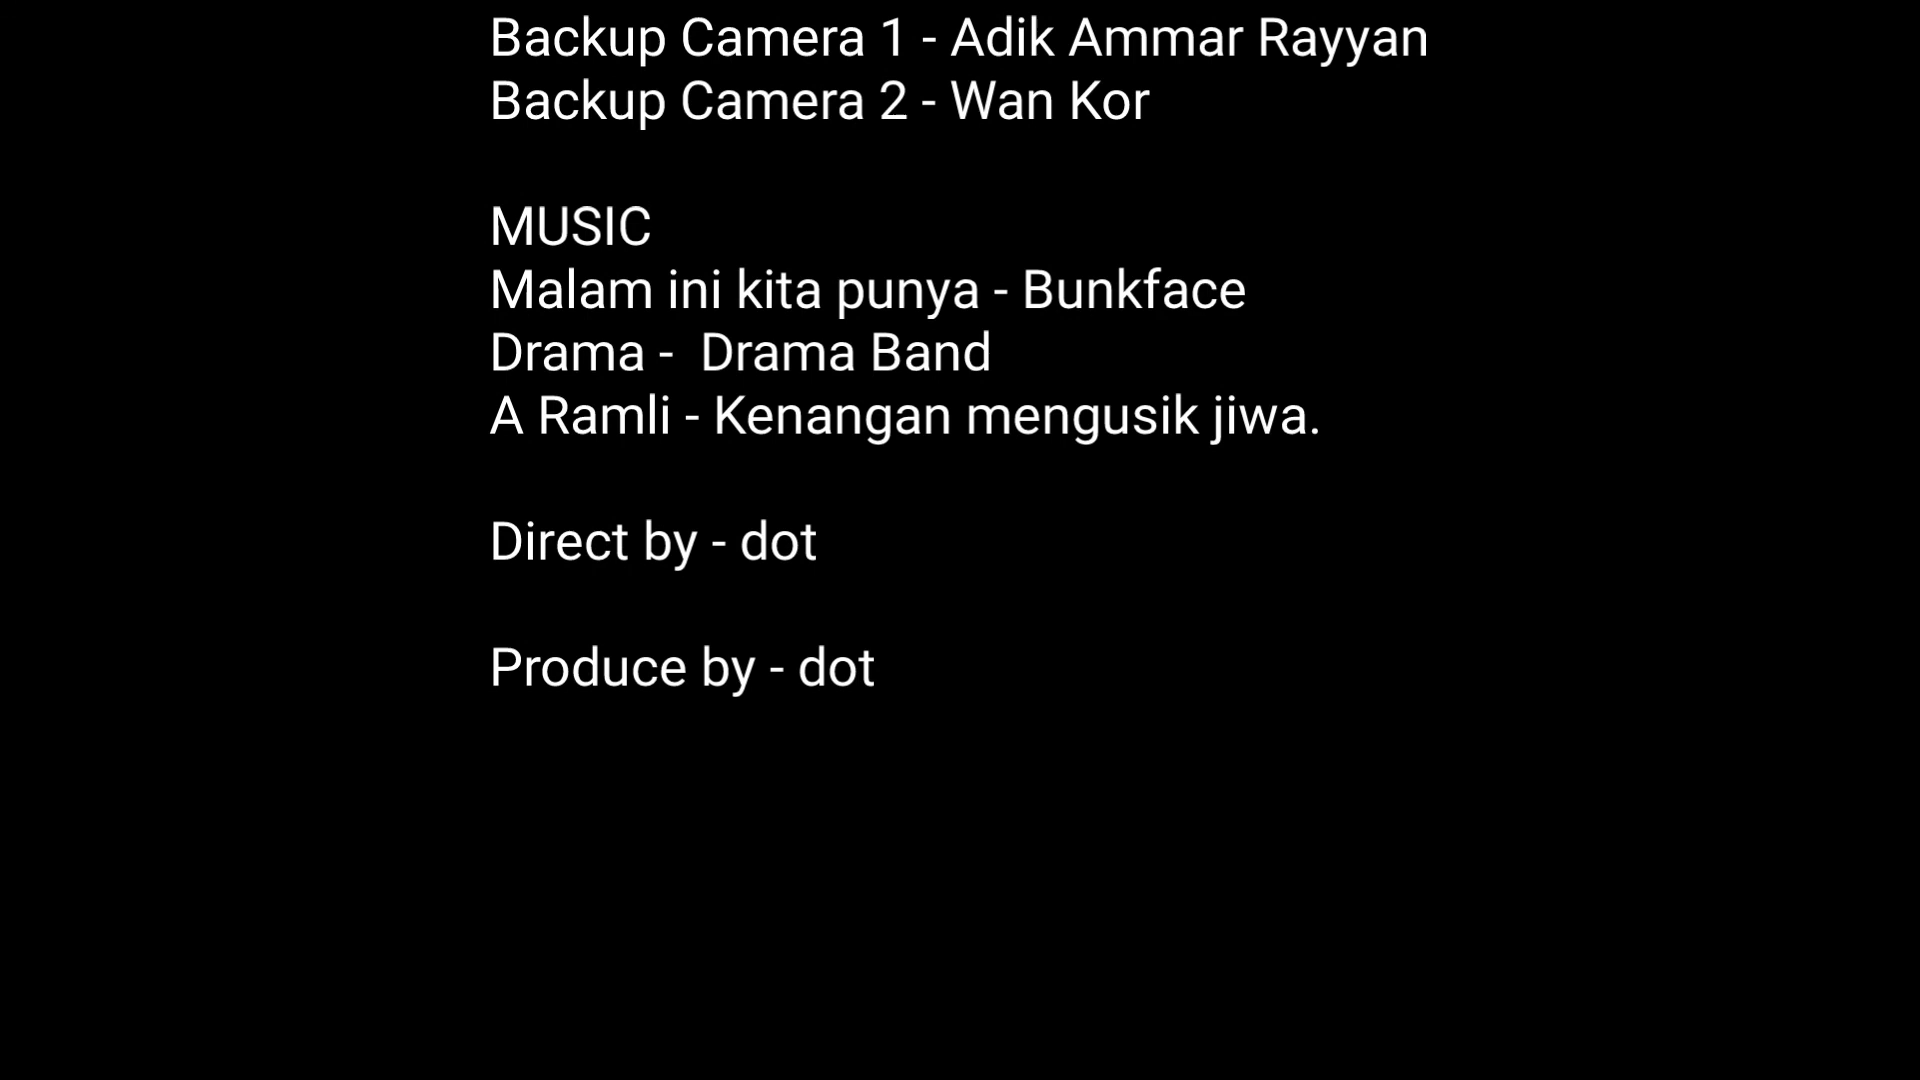 Backup Camera 1 - Adik Ammar Rayyan
Backup Camera 2 - Wan Kor
MUSIC
Malam ini kita punya - Bunkface
Drama -  Drama Band
A Ramli - Kenangan mengusik jiwa.
Direct by - dot
Produce by - dot